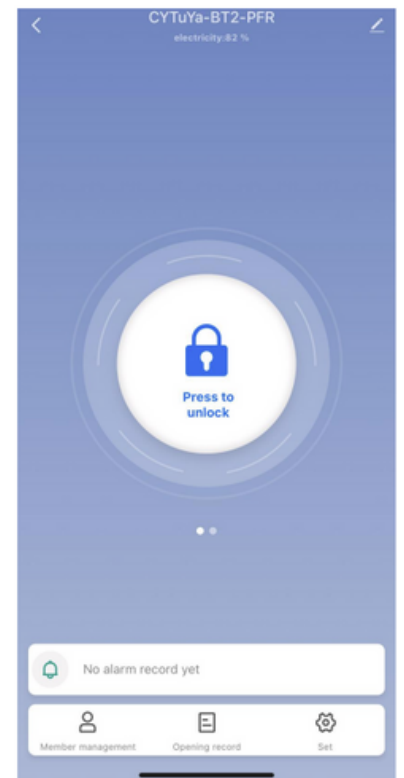 CYTuYa-BT2-PFR
electricity:82 %
Press to
unlock
No alarm record yet
Member management
Opening record
Set